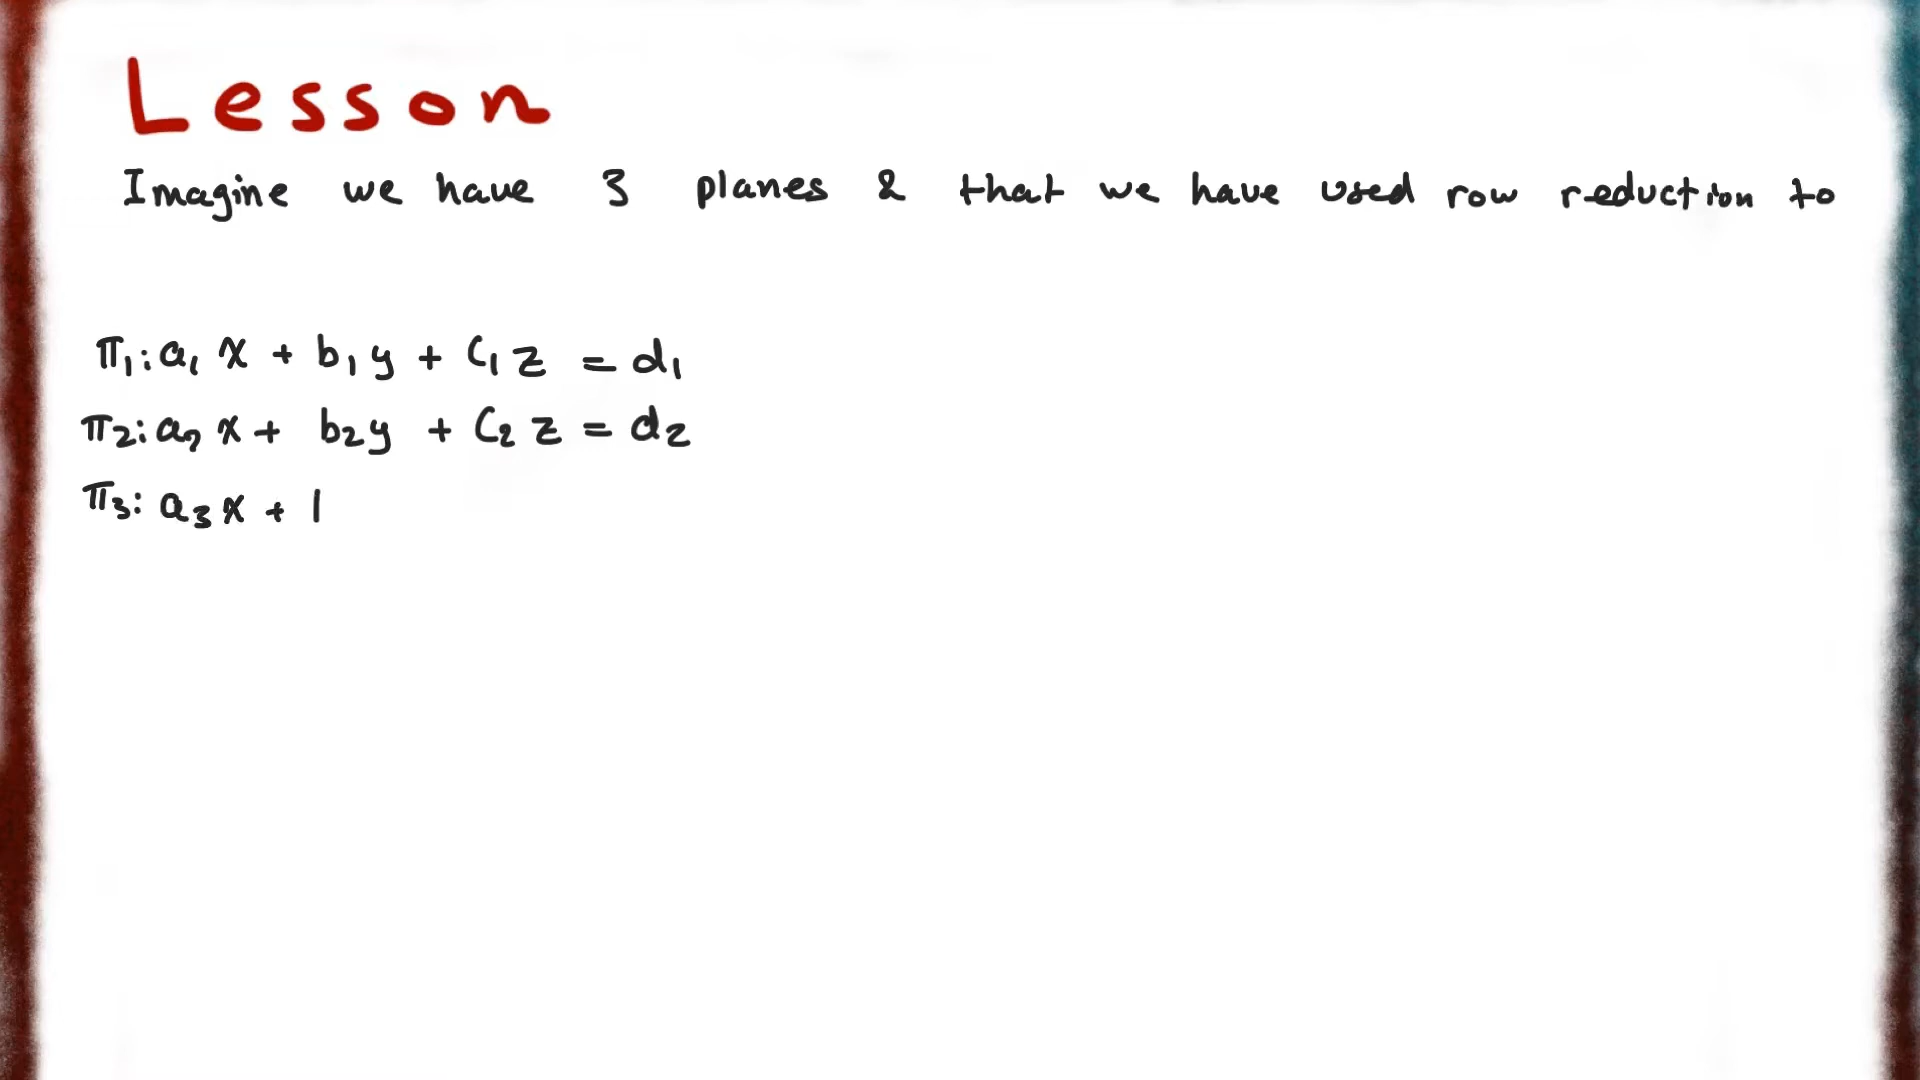 Lesson
Imagine we have 3 planes & that we have used row reduction to
π₁: a₁x + b₁y + c₁z = d₁
π₂: a₂x + b₂y + c₂z = d₂
π₃: a₃x + l